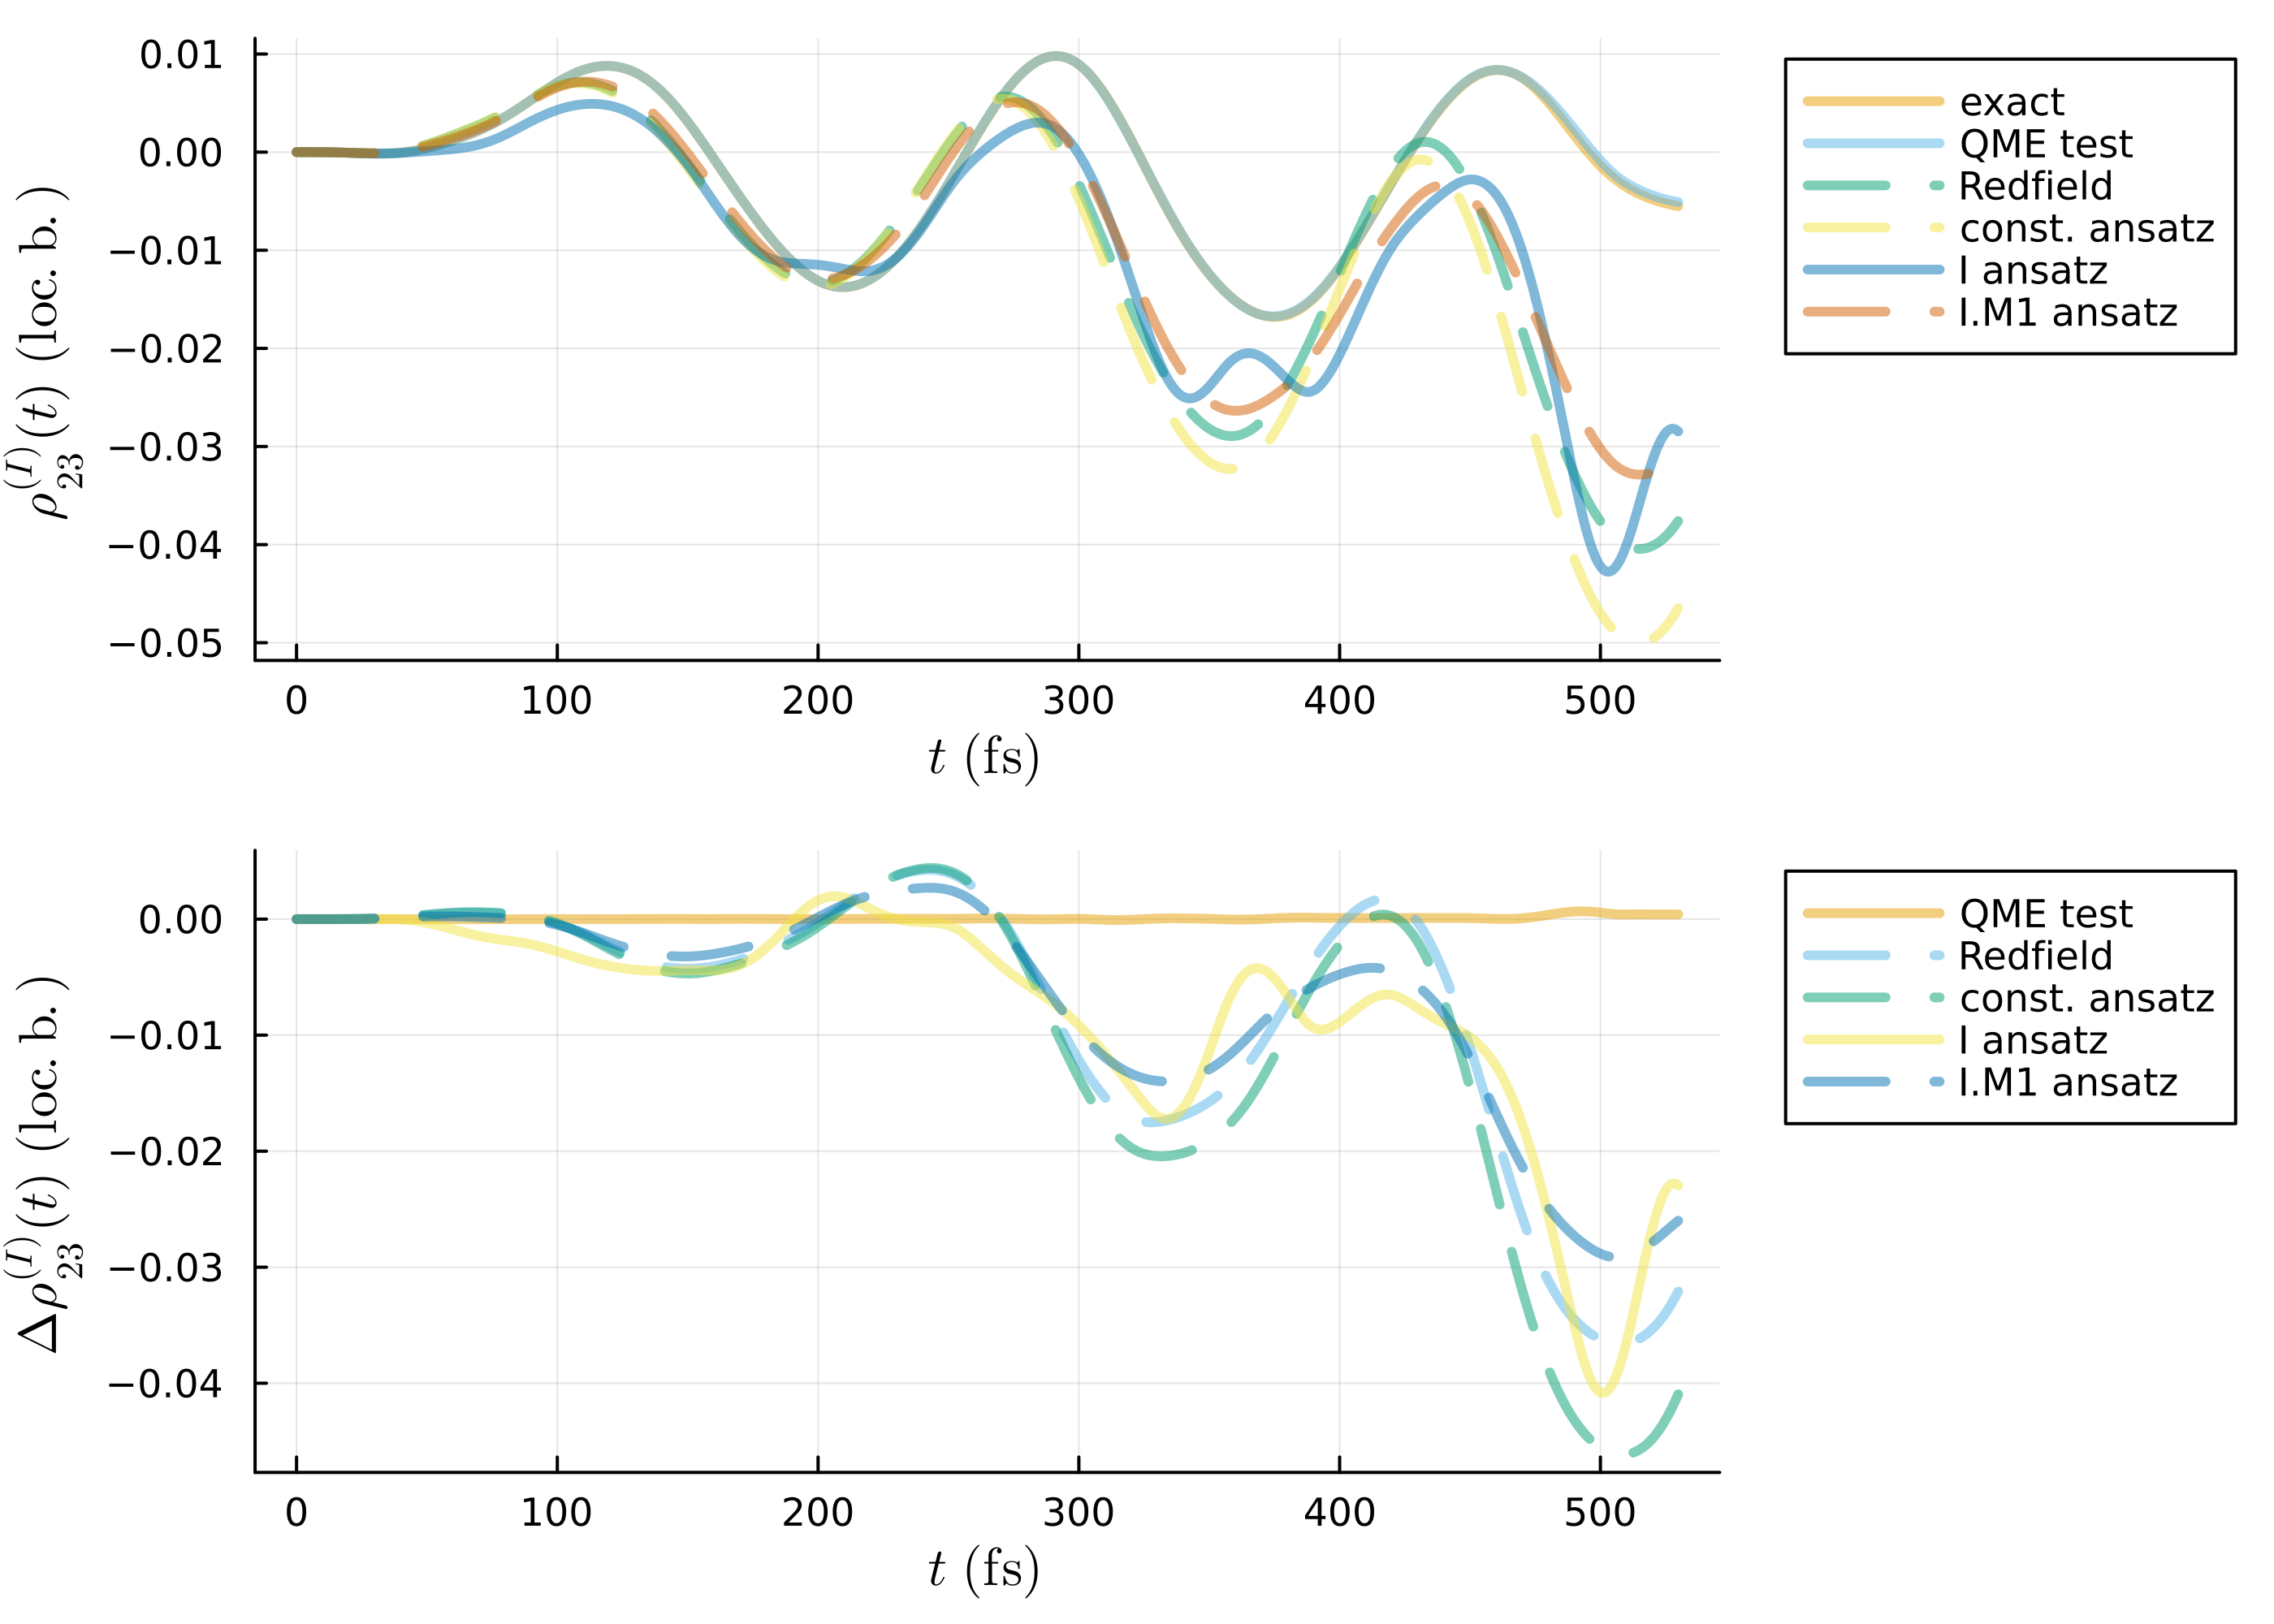 0.01
0.00
−0.01
−0.02
−0.03
−0.04
−0.05
ρ₂₃⁽ᴵ⁾(t) (loc. b. )
0 100 200 300 400 500
t (fs)
exact
QME test
Redfield
const. ansatz
I ansatz
I.M1 ansatz
0.00
−0.01
−0.02
−0.03
−0.04
Δρ₂₃⁽ᴵ⁾(t) (loc. b. )
0 100 200 300 400 500
t (fs)
QME test
Redfield
const. ansatz
I ansatz
I.M1 ansatz